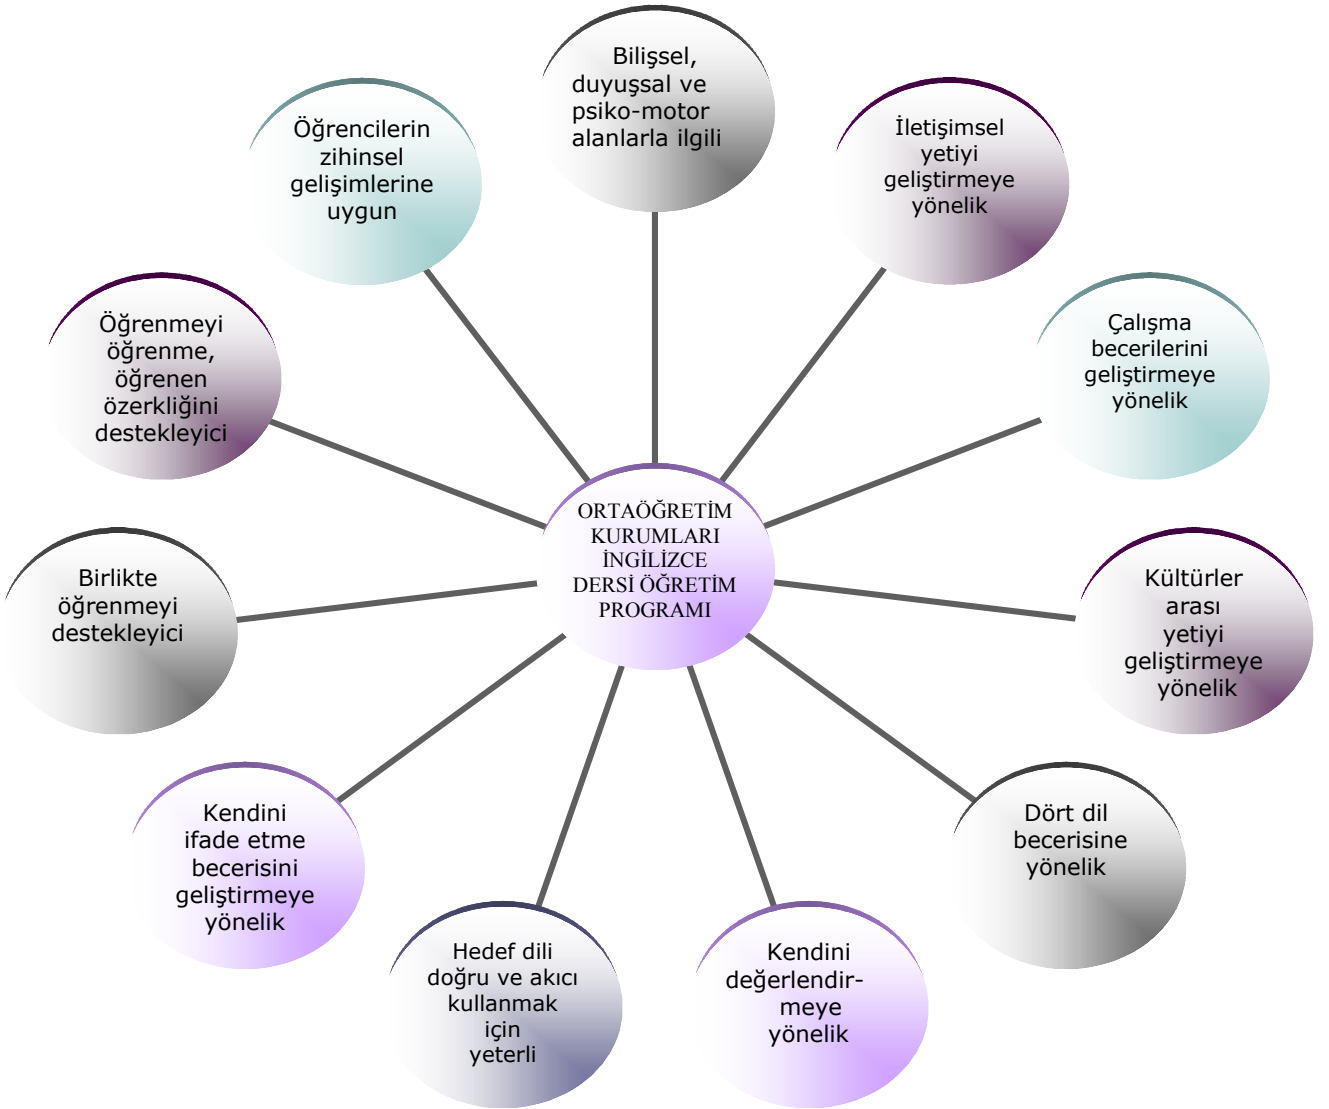 Bilişsel,
duyuşsal ve
psiko-motor
alanlarla ilgili
Öğrencilerin
zihinsel
gelişimlerine
uygun
İletişimsel
yetiyi
geliştirmeye
yönelik
Öğrenmeyi
öğrenme,
öğrenen
özerkliğini
destekleyici
Çalışma
becerilerini
geliştirmeye
yönelik
ORTAÖĞRETİM
KURUMLARI
İNGİLİZCE
DERSİ ÖĞRETİM
PROGRAMI
Birlikte
öğrenmeyi
destekleyici
Kültürler
arası
yetiyi
geliştirmeye
yönelik
Kendini
ifade etme
becerisini
geliştirmeye
yönelik
Dört dil
becerisine
yönelik
Hedef dili
doğru ve akıcı
kullanmak
için
yeterli
Kendini
değerlendir-
meye
yönelik